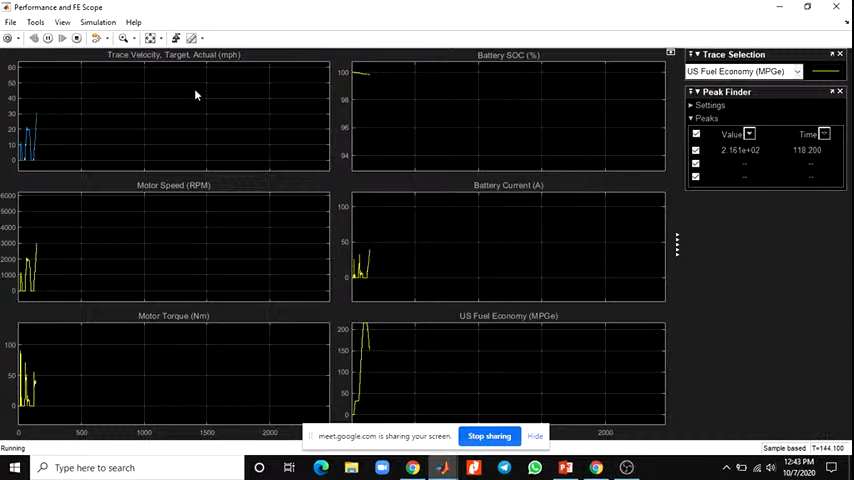 Performance and FE Scope
File Tools View Simulation Help
Trace Velocity, Target, Actual (mph)
60
50
40
30
20
10
0
Battery SOC (%)
100
98
96
94
Motor Speed (RPM)
6000
5000
4000
3000
2000
1000
0
Battery Current (A)
100
50
0
Motor Torque (Nm)
100
50
0
0 500 1000 1500 2000
US Fuel Economy (MPGe)
200
150
100
50
0
2000
Trace Selection
US Fuel Economy (MPGe)
Peak Finder
Settings
Peaks
Value Time
2.161e+02 118.200
-- --
-- --
meet.google.com is sharing your screen. Stop sharing Hide
Running Sample based T=144.100
Type here to search
12:43 PM
10/7/2020